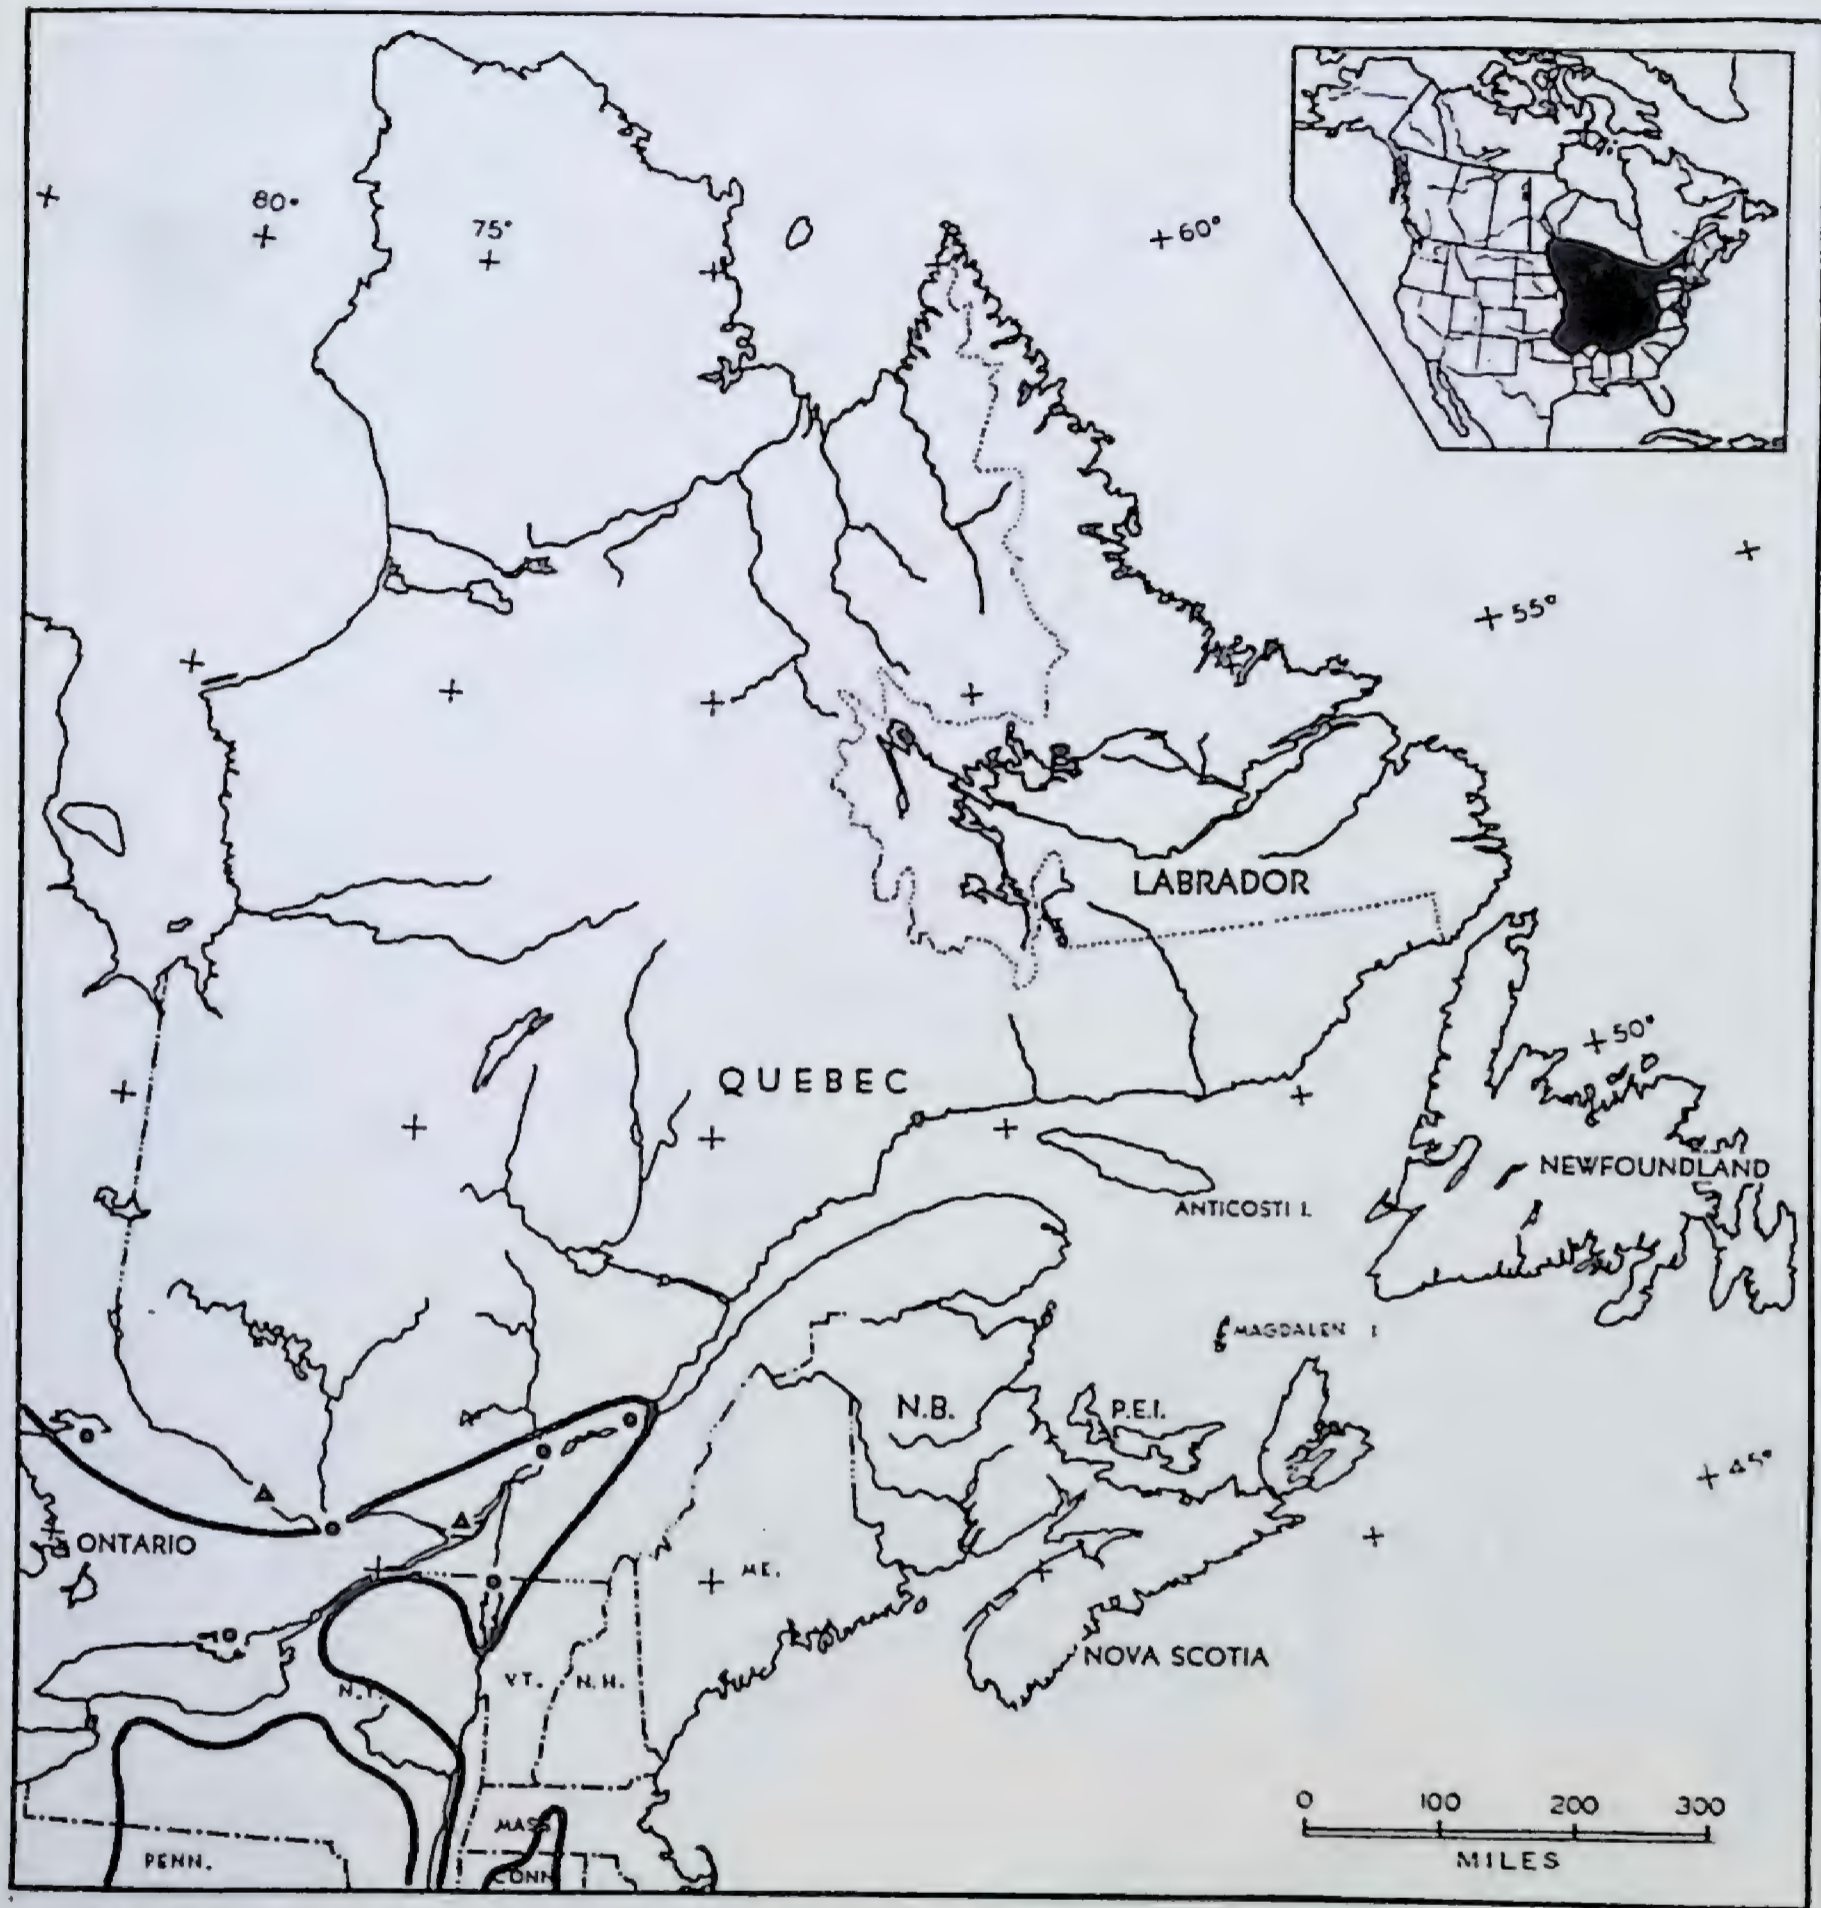 80°
75°
60°
55°
LABRADOR
50°
QUEBEC
NEWFOUNDLAND
ANTICOSTI I.
MAGDALEN I
N.B.
P.E.I.
45°
ONTARIO
ME.
NOVA SCOTIA
VT.
N.H.
N.Y.
0 100 200 300
MILES
MASS
PENN.
CONN